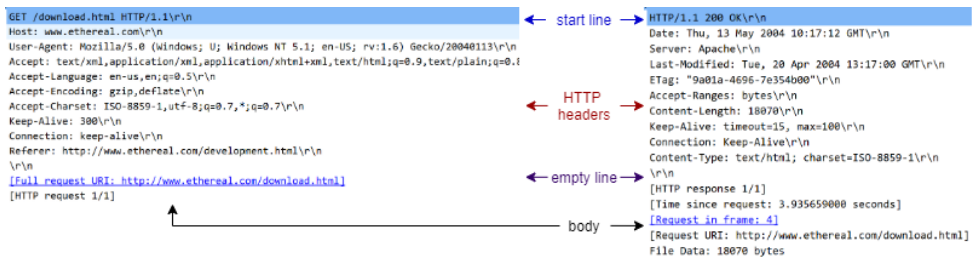 GET /download.html HTTP/1.1\r\n
Host: www.ethereal.com\r\n
User-Agent: Mozilla/5.0 (Windows; U; Windows NT 5.1; en-US; rv:1.6) Gecko/20040113\r\n
Accept: text/xml,application/xml,application/xhtml+xml,text/html;q=0.9,text/plain;q=0.8
Accept-Language: en-us,en;q=0.5\r\n
Accept-Encoding: gzip,deflate\r\n
Accept-Charset: ISO-8859-1,utf-8;q=0.7,*;q=0.7\r\n
Keep-Alive: 300\r\n
Connection: keep-alive\r\n
Referer: http://www.ethereal.com/development.html\r\n
\r\n
[Full request URI: http://www.ethereal.com/download.html]
[HTTP request 1/1]
start line
HTTP
headers
empty line
body
HTTP/1.1 200 OK\r\n
Date: Thu, 13 May 2004 10:17:12 GMT\r\n
Server: Apache\r\n
Last-Modified: Tue, 20 Apr 2004 13:17:00 GMT\r\n
ETag: "9a01a-4696-7e354b00"\r\n
Accept-Ranges: bytes\r\n
Content-Length: 18070\r\n
Keep-Alive: timeout=15, max=100\r\n
Connection: Keep-Alive\r\n
Content-Type: text/html; charset=ISO-8859-1\r\n
\r\n
[HTTP response 1/1]
[Time since request: 3.935659000 seconds]
[Request in frame: 4]
[Request URI: http://www.ethereal.com/download.html]
File Data: 18070 bytes